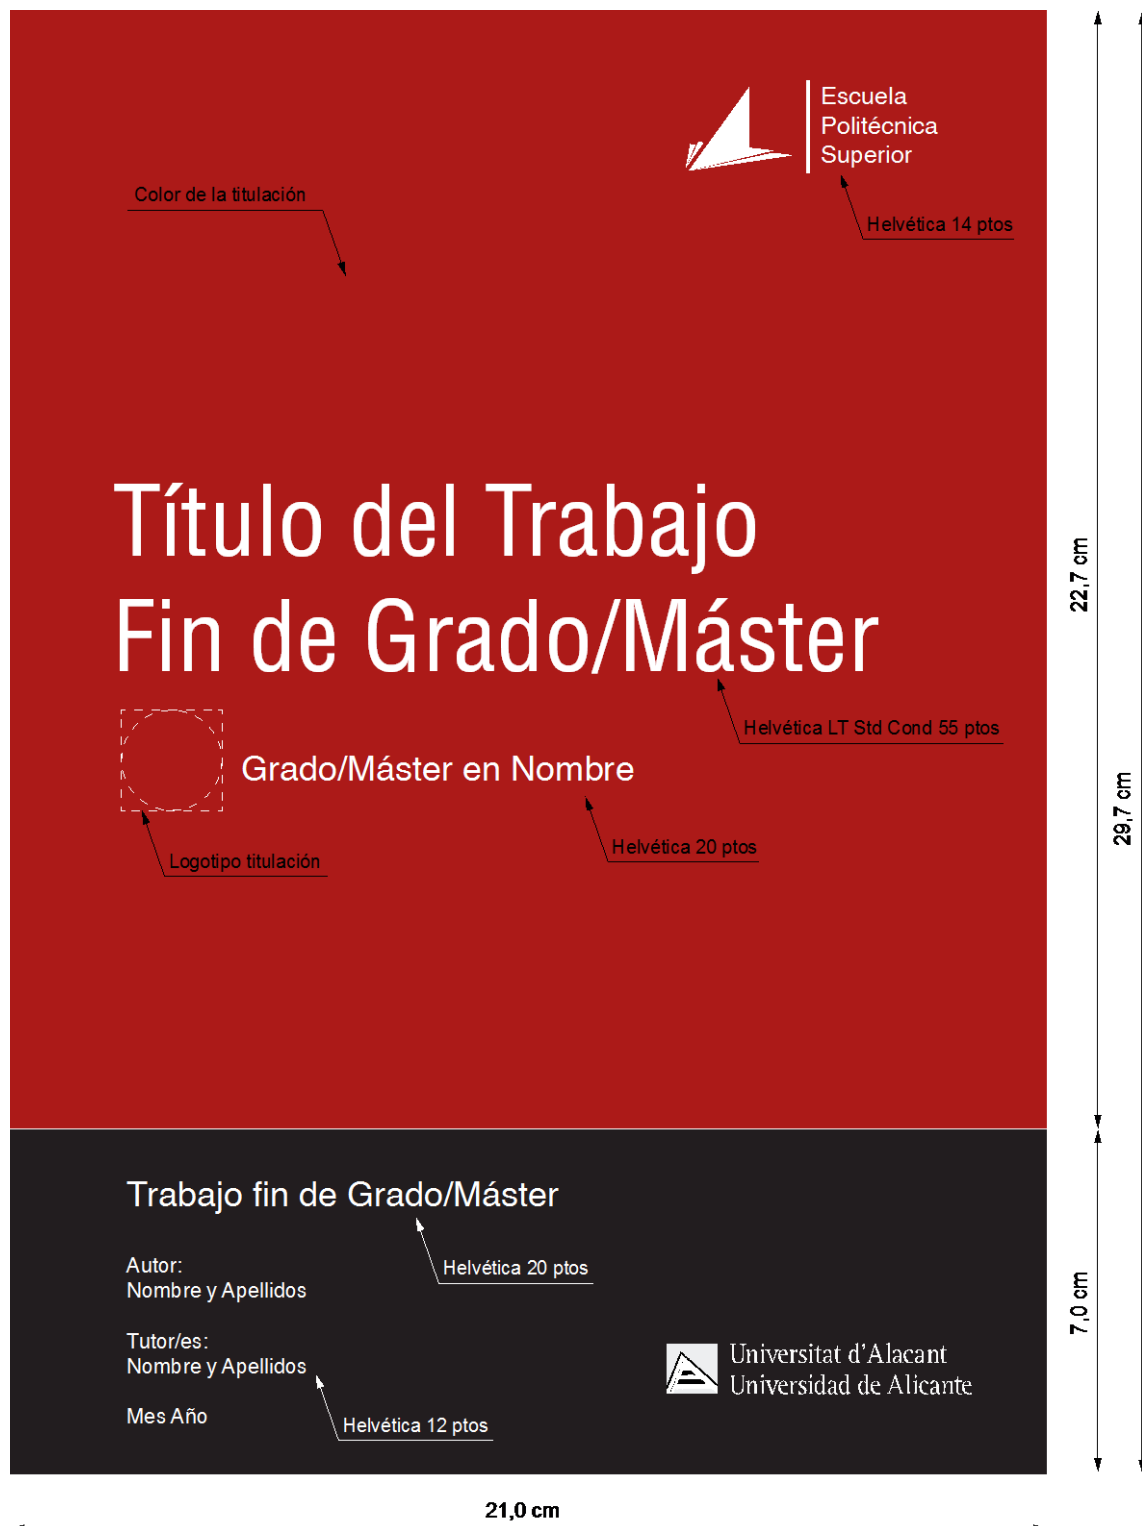 Escuela
Politécnica
Superior
Color de la titulación
Helvética 14 ptos
Título del Trabajo
Fin de Grado/Máster
Helvética LT Std Cond 55 ptos
Grado/Máster en Nombre
Helvética 20 ptos
Logotipo titulación
22,7 cm
29,7 cm
Trabajo fin de Grado/Máster
Helvética 20 ptos
Autor:
Nombre y Apellidos
Tutor/es:
Nombre y Apellidos
Mes Año
Helvética 12 ptos
Universitat d'Alacant
Universidad de Alicante
7,0 cm
21,0 cm